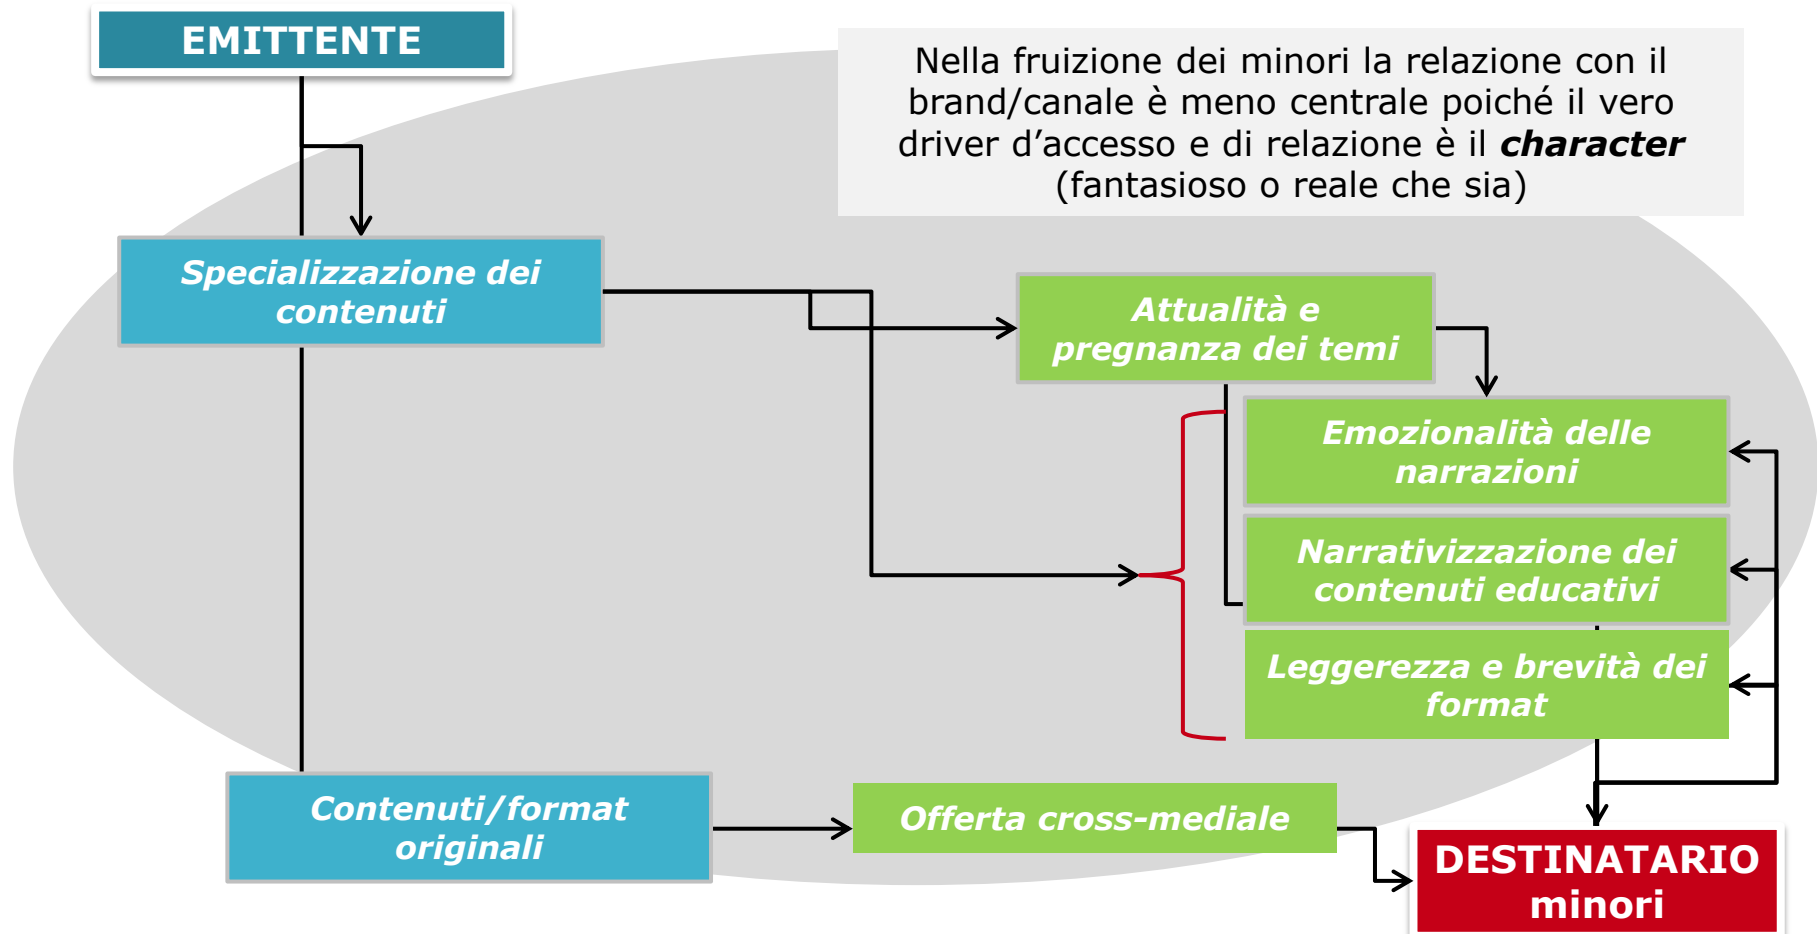 EMITTENTE
Nella fruizione dei minori la relazione con il
brand/canale è meno centrale poiché il vero
driver d’accesso e di relazione è il character
(fantasioso o reale che sia)
Specializzazione dei
contenuti
Attualità e
pregnanza dei temi
Emozionalità delle
narrazioni
Narrativizzazione dei
contenuti educativi
Leggerezza e brevità dei
format
Contenuti/format
originali
Offerta cross-mediale
DESTINATARIO
minori